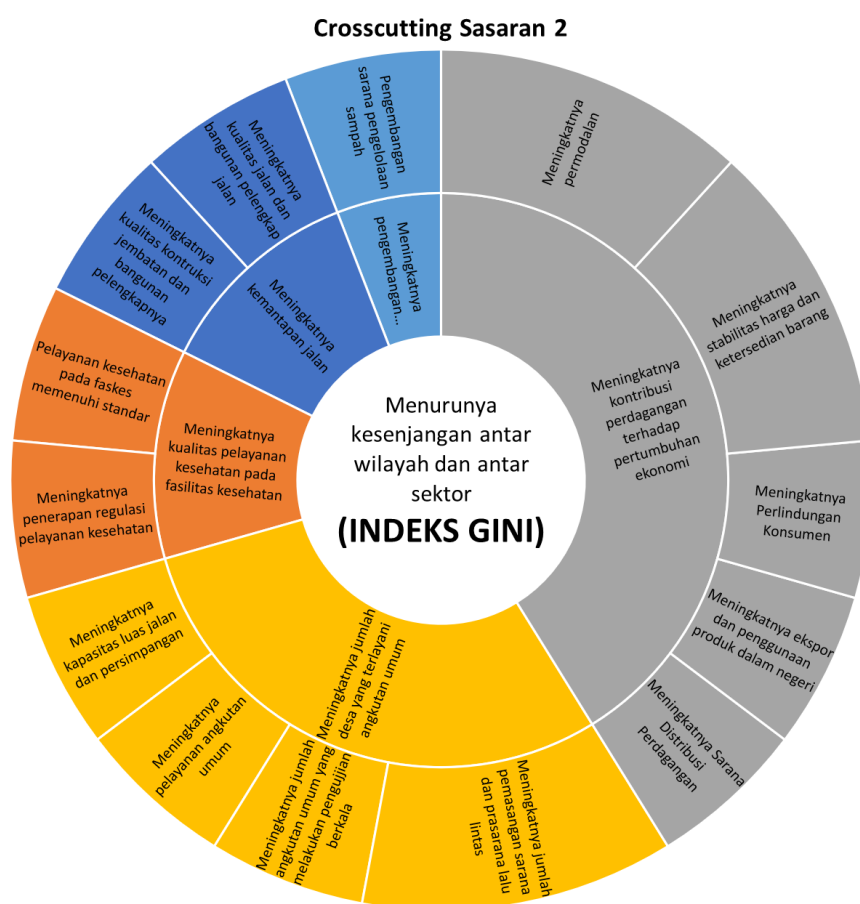 Crosscutting Sasaran 2
Meningkatnya
permodalan
Meningkatnya
stabilitas harga dan
ketersedian barang
Meningkatnya
Perlindungan
Konsumen
Meningkatnya ekspor
dan penggunaan
produk dalam negeri
Meningkatnya Sarana
Distribusi
Perdagangan
Meningkatnya
kontribusi
perdagangan
terhadap
pertumbuhan
ekonomi
Meningkatnya jumlah
pemasangan sarana
dan prasarana lalu
lintas
Meningkatnya jumlah
angkutan umum yang
melakukan pengujjian
berkala
Meningkatnya
pelayanan angkutan
umum
Meningkatnya
kapasitas luas jalan
dan persimpangan
Meningkatnya jumlah
desa yang terlayani
angkutan umum
Meningkatnya
penerapan regulasi
pelayanan kesehatan
Pelayanan kesehatan
pada faskes
memenuhi standar
Meningkatnya
kualitas pelayanan
kesehatan pada
fasilitas kesehatan
Meningkatnya
kualitas kontruksi
jembatan dan
bangunan
pelengkapnya
Meningkatnya
kualitas jalan dan
bangunan pelengkap
jalan
Meningkatnya
kemantapan jalan
Pengembangan
sarana pengelolaan
sampah
Meningkatnya
pengembangan...
Menurunya
kesenjangan antar
wilayah dan antar
sektor
(INDEKS GINI)